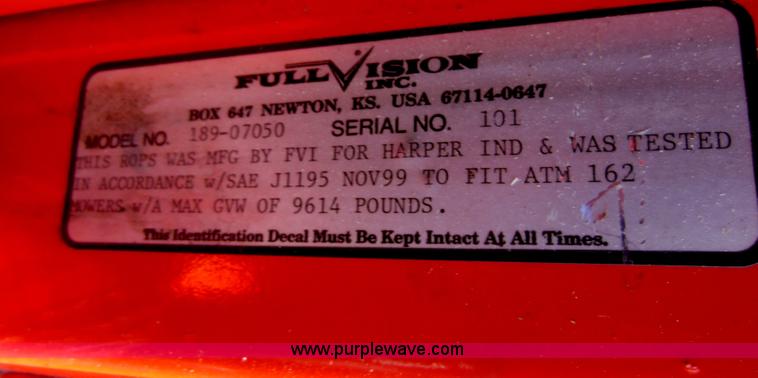 FULLVISION INC.
BOX 647 NEWTON, KS. USA 67114-0647
MODEL NO. 189-07050 SERIAL NO. 101
THIS ROPS WAS MFG BY FVI FOR HARPER IND & WAS TESTED
IN ACCORDANCE w/SAE J1195 NOV99 TO FIT ATM 162
MOWERS w/A MAX GVW OF 9614 POUNDS.
This Identification Decal Must Be Kept Intact At All Times.
www.purplewave.com